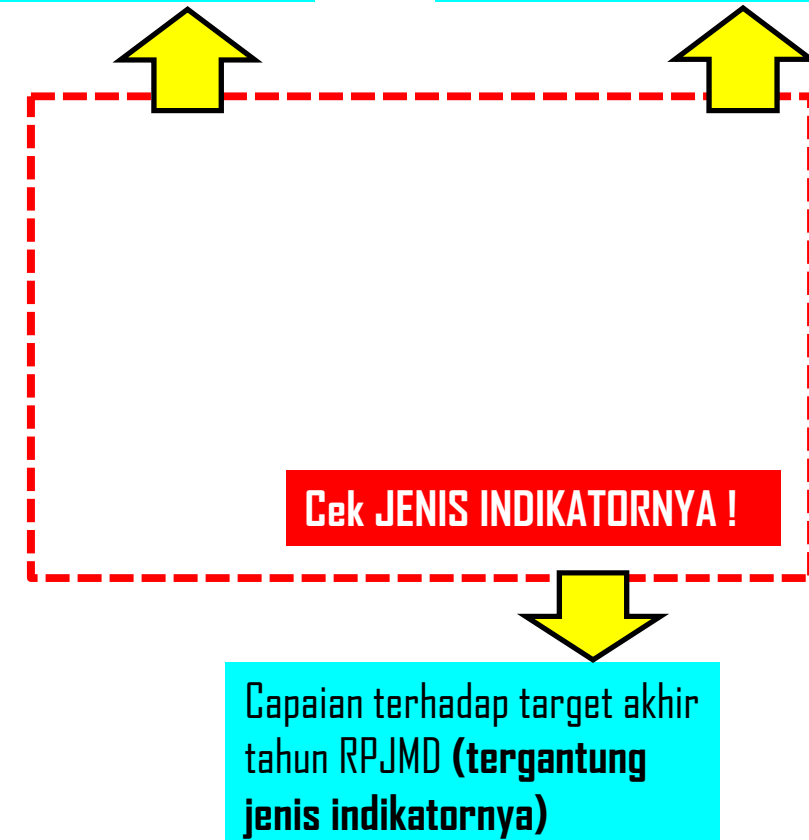 Cek JENIS INDIKATORNYA !
Capaian terhadap target akhir
tahun RPJMD (tergantung
jenis indikatornya)